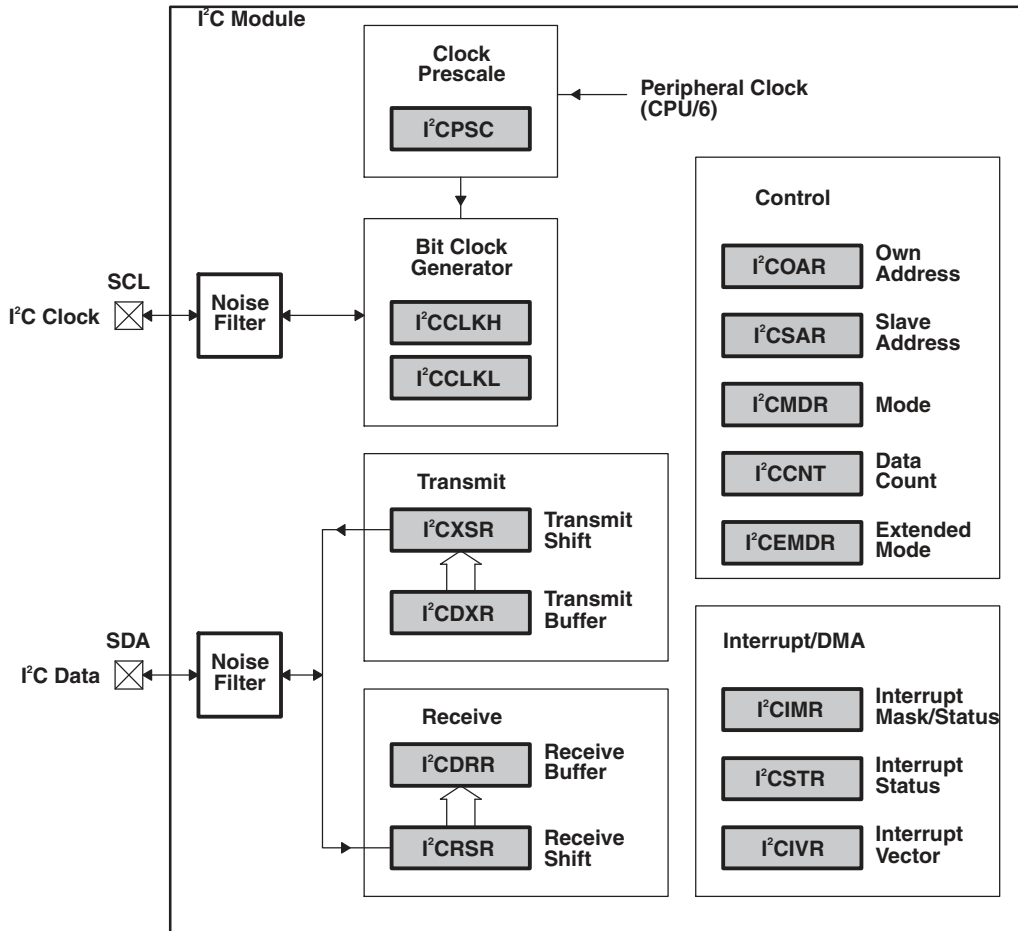 I²C Module
Clock
Prescale
I²CPSC
Peripheral Clock
(CPU/6)
Bit Clock
Generator
I²CCLKH
I²CCLKL
SCL
I²C Clock
Noise
Filter
Control
I²COAR
Own
Address
I²CSAR
Slave
Address
I²CMDR
Mode
I²CCNT
Data
Count
I²CEMDR
Extended
Mode
Transmit
I²CXSR
Transmit
Shift
I²CDXR
Transmit
Buffer
SDA
I²C Data
Noise
Filter
Receive
I²CDRR
Receive
Buffer
I²CRSR
Receive
Shift
Interrupt/DMA
I²CIMR
Interrupt
Mask/Status
I²CSTR
Interrupt
Status
I²CIVR
Interrupt
Vector